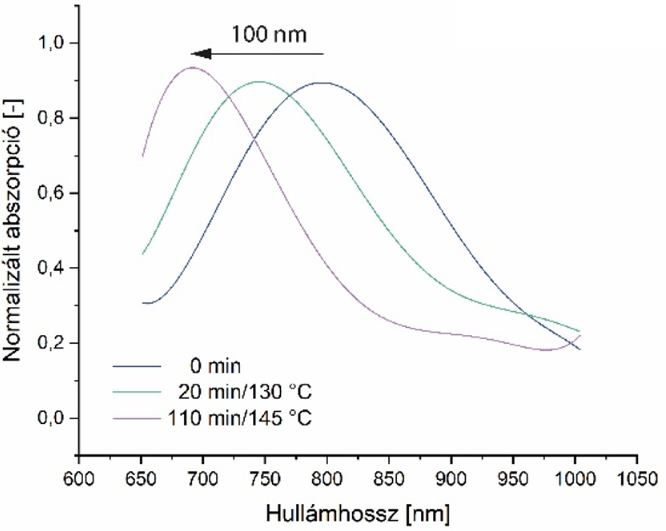 100 nm
Normalizált abszorpció [-]
1,0
0,8
0,6
0,4
0,2
0,0
0 min
20 min/130 °C
110 min/145 °C
600 650 700 750 800 850 900 950 1000 1050
Hullámhossz [nm]